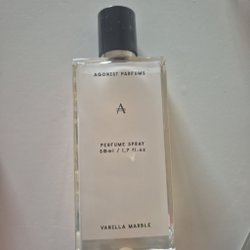 AGONIST PARFUMS
A
PERFUME SPRAY
50ml / 1,7 fl.oz
VANILLA MARBLE